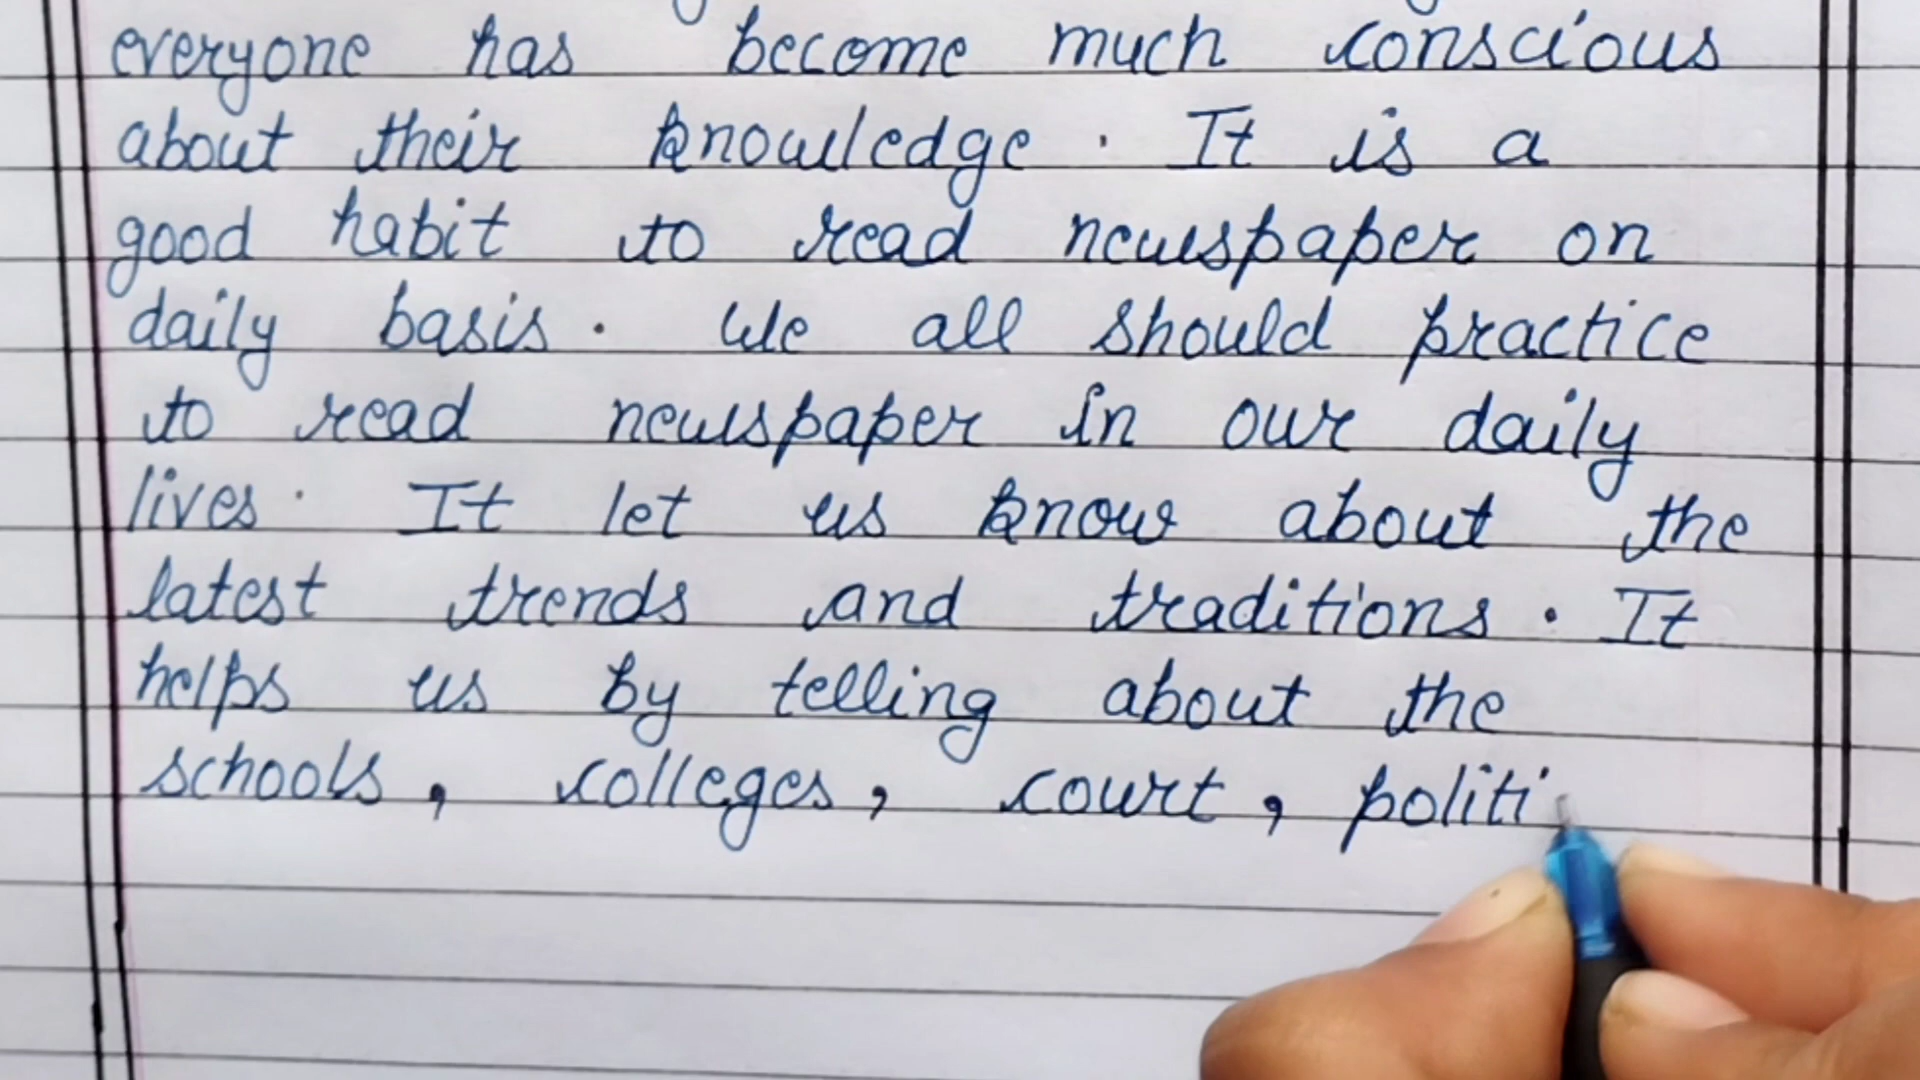 everyone has become much conscious
about their knowledge. It is a
good habit to read newspaper on
daily basis. We all should practice
to read newspaper in our daily
lives. It let us know about the
latest trends and traditions. It
helps us by telling about the
schools, colleges, court, politi